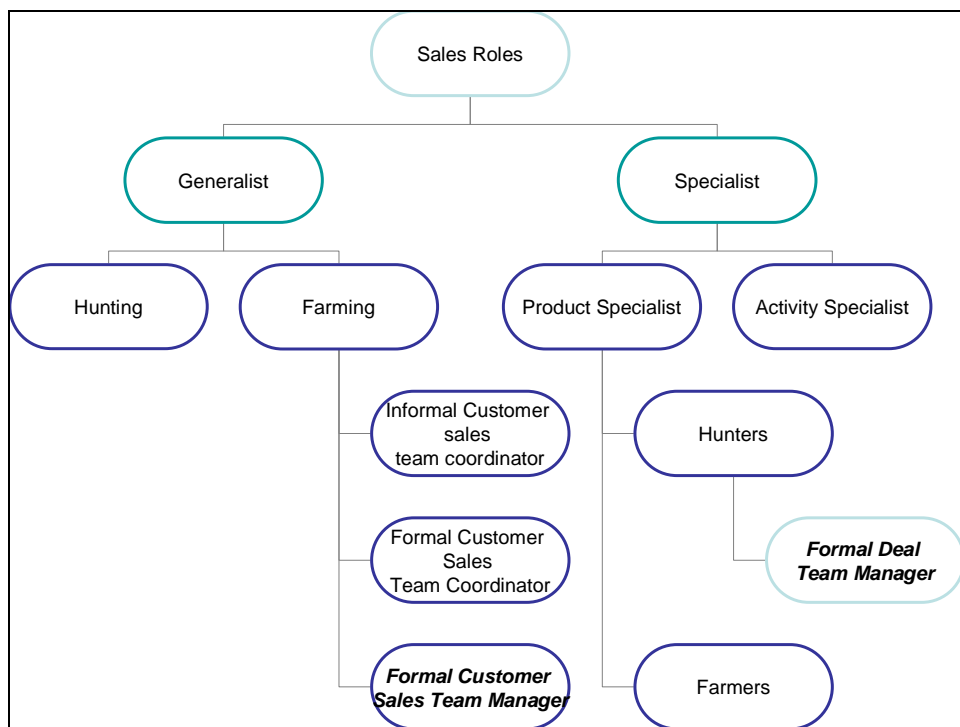 Sales Roles
Generalist
Specialist
Hunting
Farming
Product Specialist
Activity Specialist
Informal Customer
sales
team coordinator
Hunters
Formal Customer
Sales
Team Coordinator
Formal Deal
Team Manager
Formal Customer
Sales Team Manager
Farmers